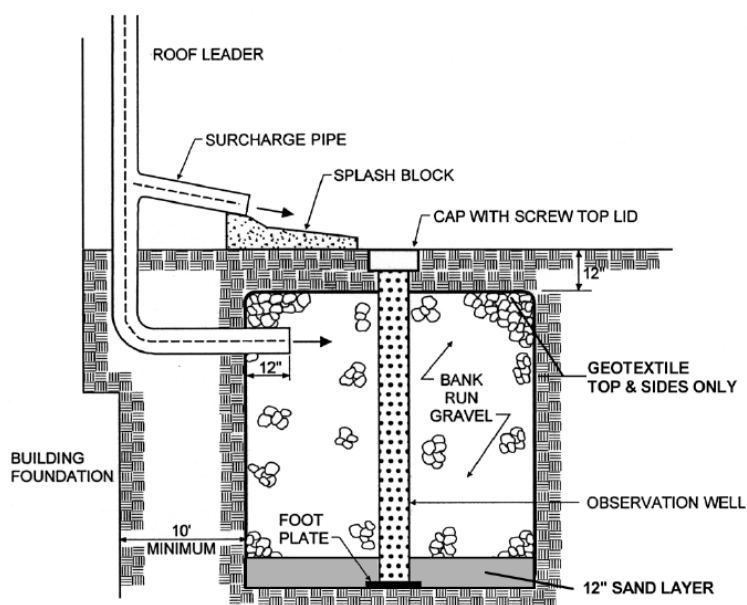 ROOF LEADER
SURCHARGE PIPE
SPLASH BLOCK
CAP WITH SCREW TOP LID
12"
12"
GEOTEXTILE
TOP & SIDES ONLY
BANK
RUN
GRAVEL
BUILDING
FOUNDATION
OBSERVATION WELL
FOOT
PLATE
10'
MINIMUM
12" SAND LAYER